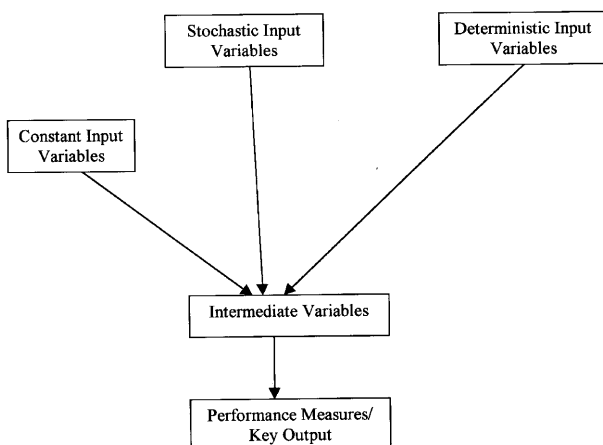 Stochastic Input
Variables
Deterministic Input
Variables
Constant Input
Variables
Intermediate Variables
Performance Measures/
Key Output